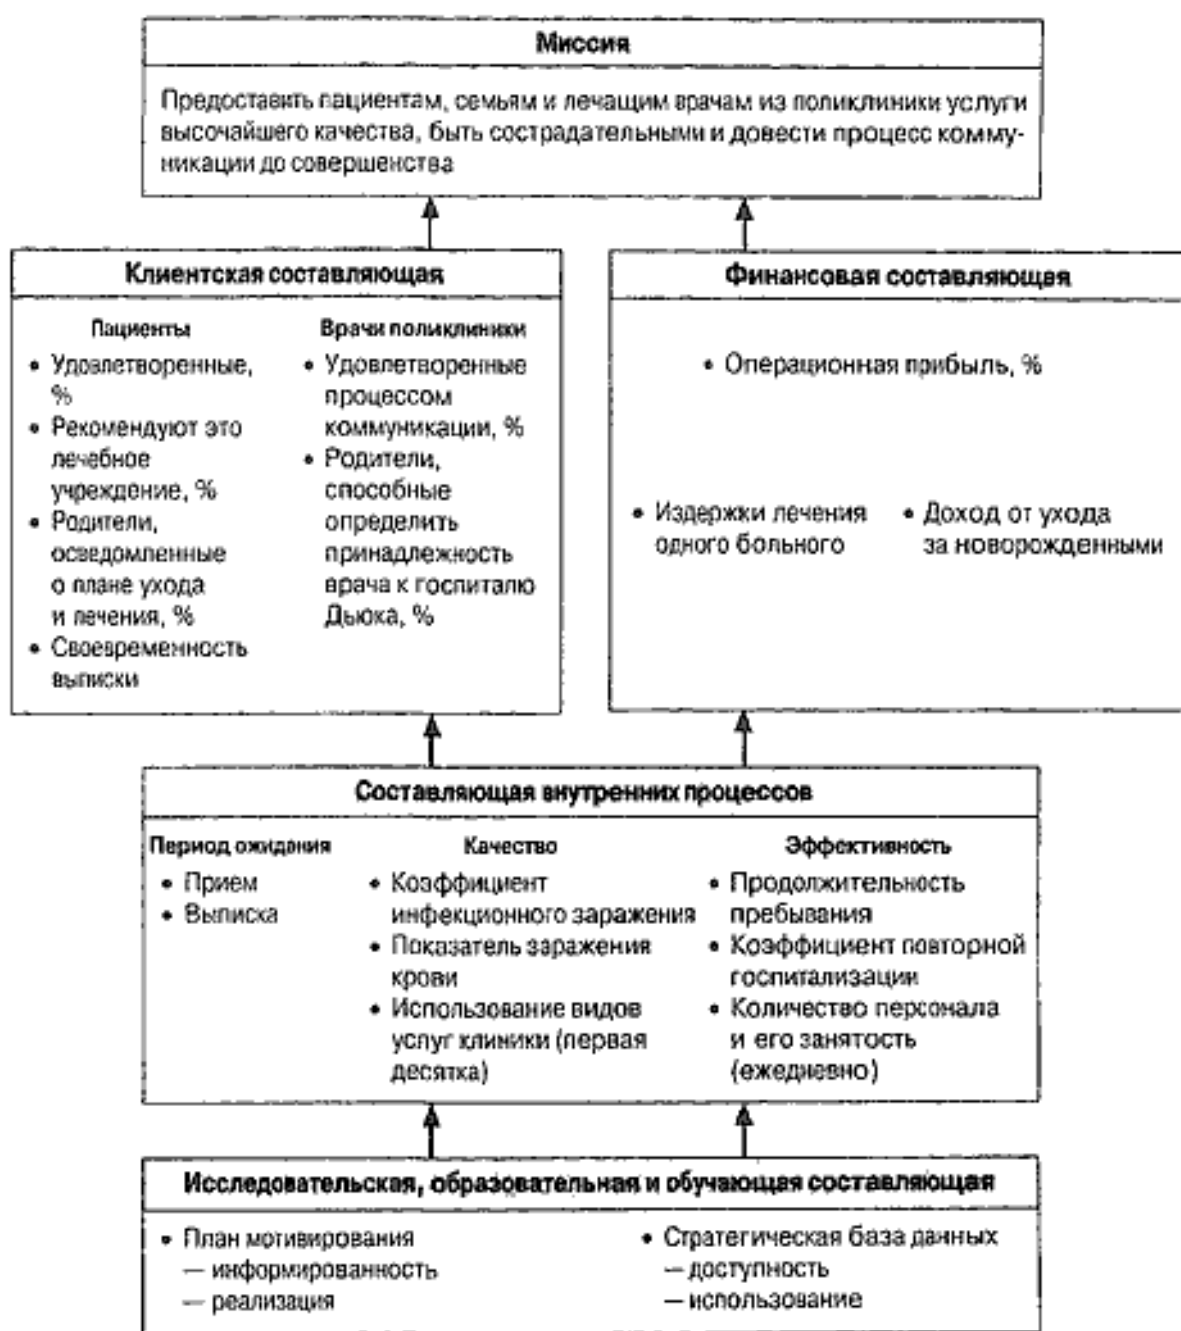 Миссия
Предоставить пациентам, семьям и лечащим врачам из поликлиники услуги
высочайшего качества, быть сострадательными и довести процесс комму-
никации до совершенства
Клиентская составляющая
Пациенты
• Удовлетворенные,
%
• Рекомендуют это
лечебное
учреждение, %
• Родители,
осведомленные
о плане ухода
и лечения, %
• Своевременность
выписки
Врачи поликлиники
• Удовлетворенные
процессом
коммуникации, %
• Родители,
способные
определить
принадлежность
врача к госпиталю
Дьюка, %
Финансовая составляющая
• Операционная прибыль, %
• Издержки лечения
одного больного
• Доход от ухода
за новорожденными
Составляющая внутренних процессов
Период ожидания
• Прием
• Выписка
Качество
• Коэффициент
инфекционного заражения
• Показатель заражения
крови
• Использование видов
услуг клиники (первая
десятка)
Эффективность
• Продолжительность
пребывания
• Коэффициент повторной
госпитализации
• Количество персонала
и его занятость
(ежедневно)
Исследовательская, образовательная и обучающая составляющая
• План мотивирования
— информированность
— реализация
• Стратегическая база данных
— доступность
— использование